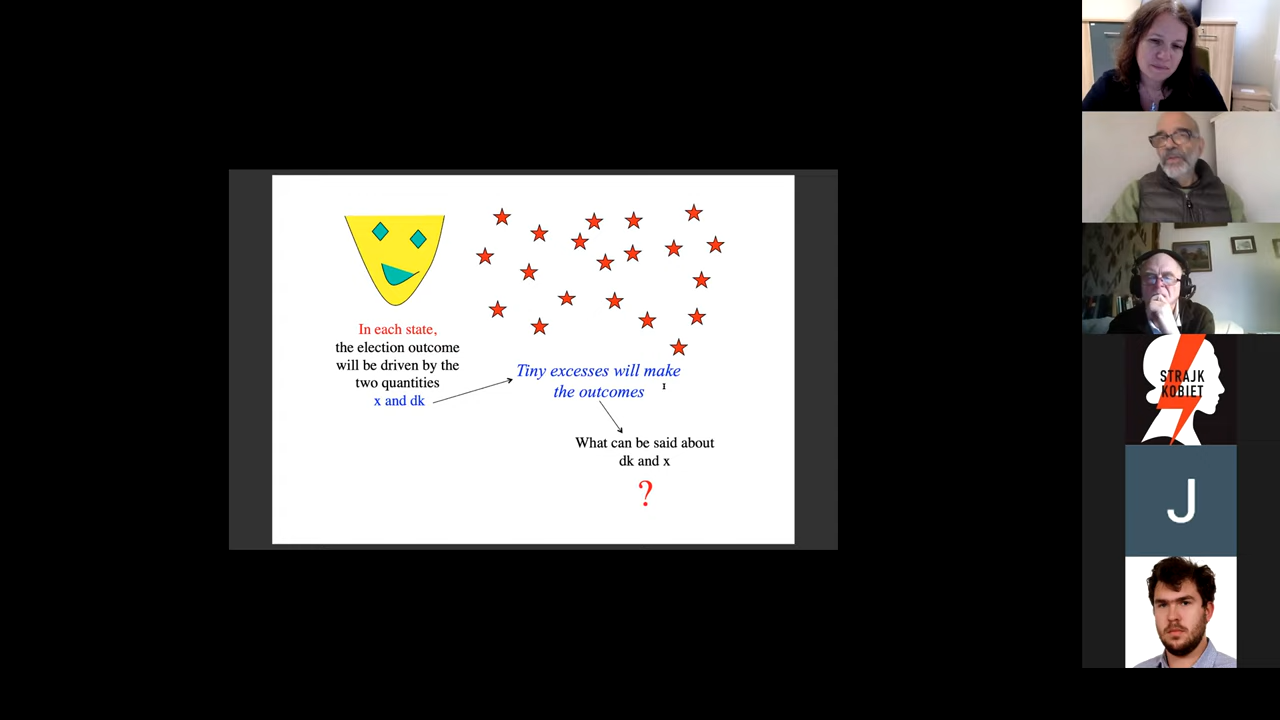 In each state,
the election outcome
will be driven by the
two quantities
x and dk
Tiny excesses will make
the outcomes
What can be said about
dk and x
?
STRAJK
KOBIET
J